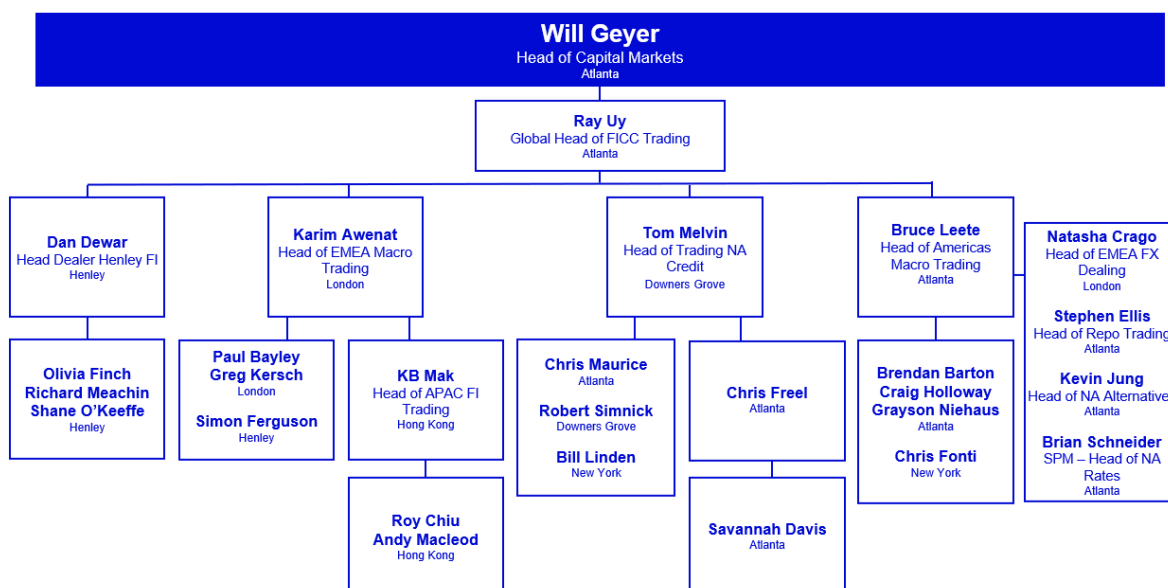 Will Geyer
Head of Capital Markets
Atlanta
Ray Uy
Global Head of FICC Trading
Atlanta
Dan Dewar
Head Dealer Henley FI
Henley
Karim Awenat
Head of EMEA Macro
Trading
London
Tom Melvin
Head of Trading NA
Credit
Downers Grove
Bruce Leete
Head of Americas
Macro Trading
Atlanta
Natasha Crago
Head of EMEA FX
Dealing
London
Stephen Ellis
Head of Repo Trading
Atlanta
Kevin Jung
Head of NA Alternative
Atlanta
Brian Schneider
SPM – Head of NA
Rates
Atlanta
Olivia Finch
Richard Meachin
Shane O'Keeffe
Henley
Paul Bayley
Greg Kersch
London
Simon Ferguson
Henley
KB Mak
Head of APAC FI
Trading
Hong Kong
Chris Maurice
Atlanta
Robert Simnick
Downers Grove
Bill Linden
New York
Chris Freel
Atlanta
Brendan Barton
Craig Holloway
Grayson Niehaus
Atlanta
Chris Fonti
New York
Roy Chiu
Andy Macleod
Hong Kong
Savannah Davis
Atlanta